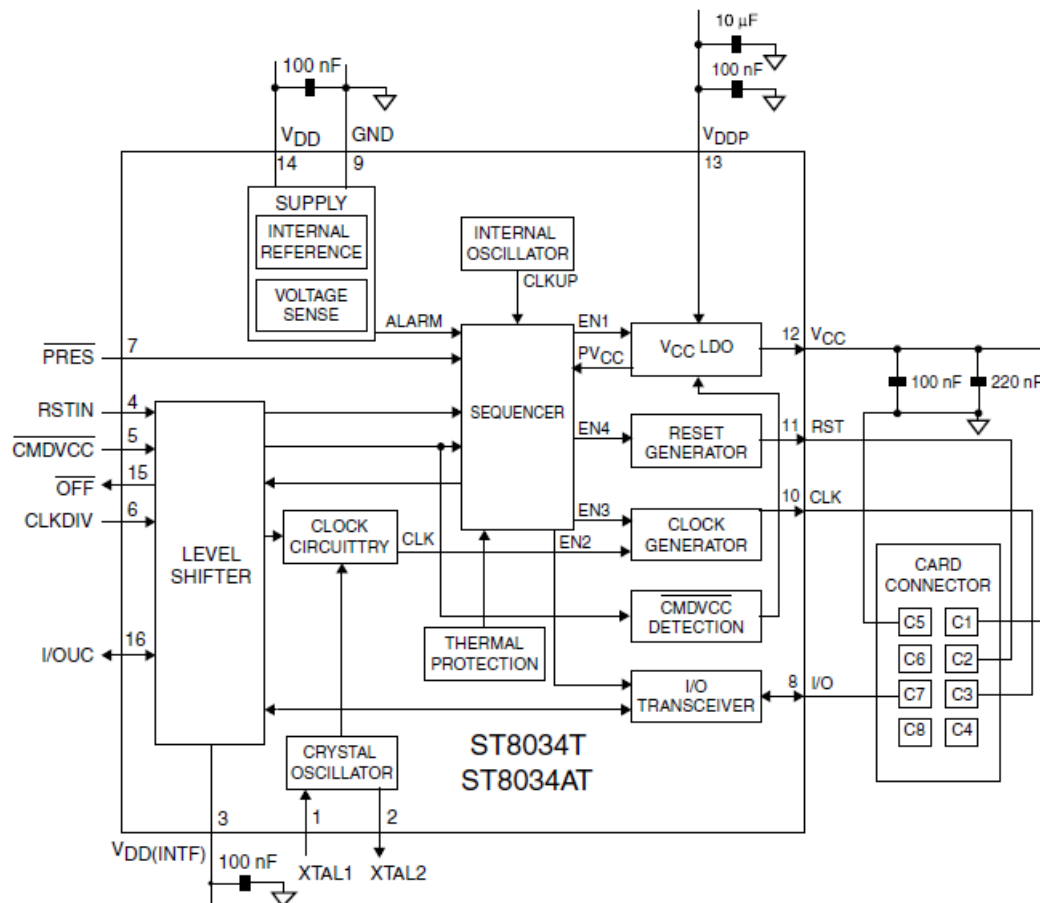 10 µF
100 nF
100 nF
VDD
GND
VDDP
14
9
13
SUPPLY
INTERNAL
REFERENCE
VOLTAGE
SENSE
INTERNAL
OSCILLATOR
CLKUP
ALARM
EN1
VCC LDO
12
VCC
PRES
7
PVCC
100 nF
220 nF
RSTIN
4
SEQUENCER
CMDVCC
5
EN4
RESET
GENERATOR
11
RST
OFF
15
CLKDIV
6
CLOCK
CIRCUITTRY
CLK
EN3
EN2
CLOCK
GENERATOR
10
CLK
LEVEL
SHIFTER
CARD
CONNECTOR
CMDVCC
DETECTION
C5
C1
I/OUC
16
THERMAL
PROTECTION
C6
C2
I/O
TRANSCEIVER
8
I/O
C7
C3
C8
C4
CRYSTAL
OSCILLATOR
ST8034T
ST8034AT
3
1
2
VDD(INTF)
100 nF
XTAL1
XTAL2